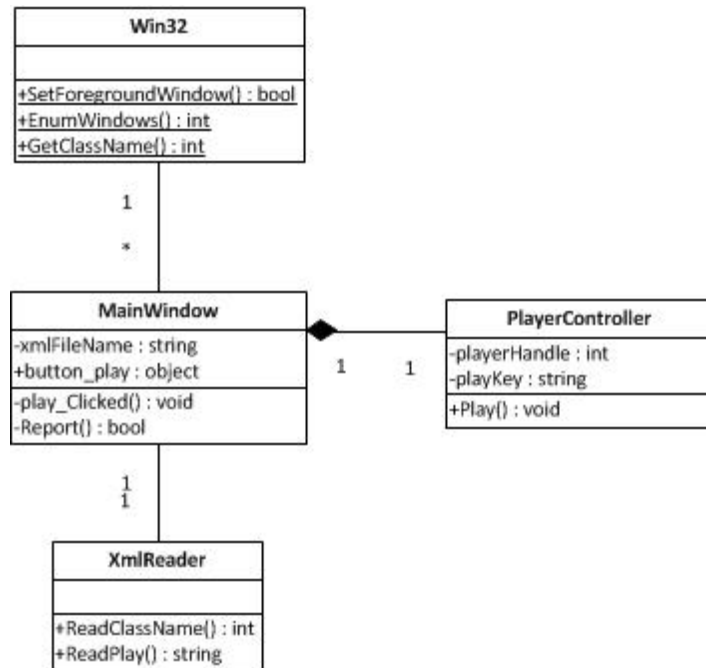 Win32
+SetForegroundWindow() : bool
+EnumWindows() : int
+GetClassName() : int
1
*
MainWindow
-xmlFileName : string
+button_play : object
-play_Clicked() : void
-Report() : bool
1
1
PlayerController
-playerHandle : int
-playKey : string
+Play() : void
1
1
XmlReader
+ReadClassName() : int
+ReadPlay() : string